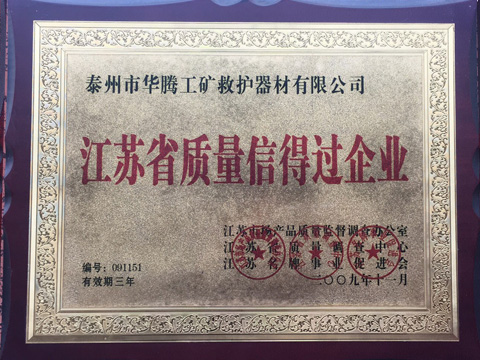 泰州市华腾工矿救护器材有限公司
江苏省质量信得过企业
江苏市场产品质量监督调查办公室
江苏省质量调查中心
江苏省名牌事业促进会
编号：091151
有效期三年
二〇〇九年十一月